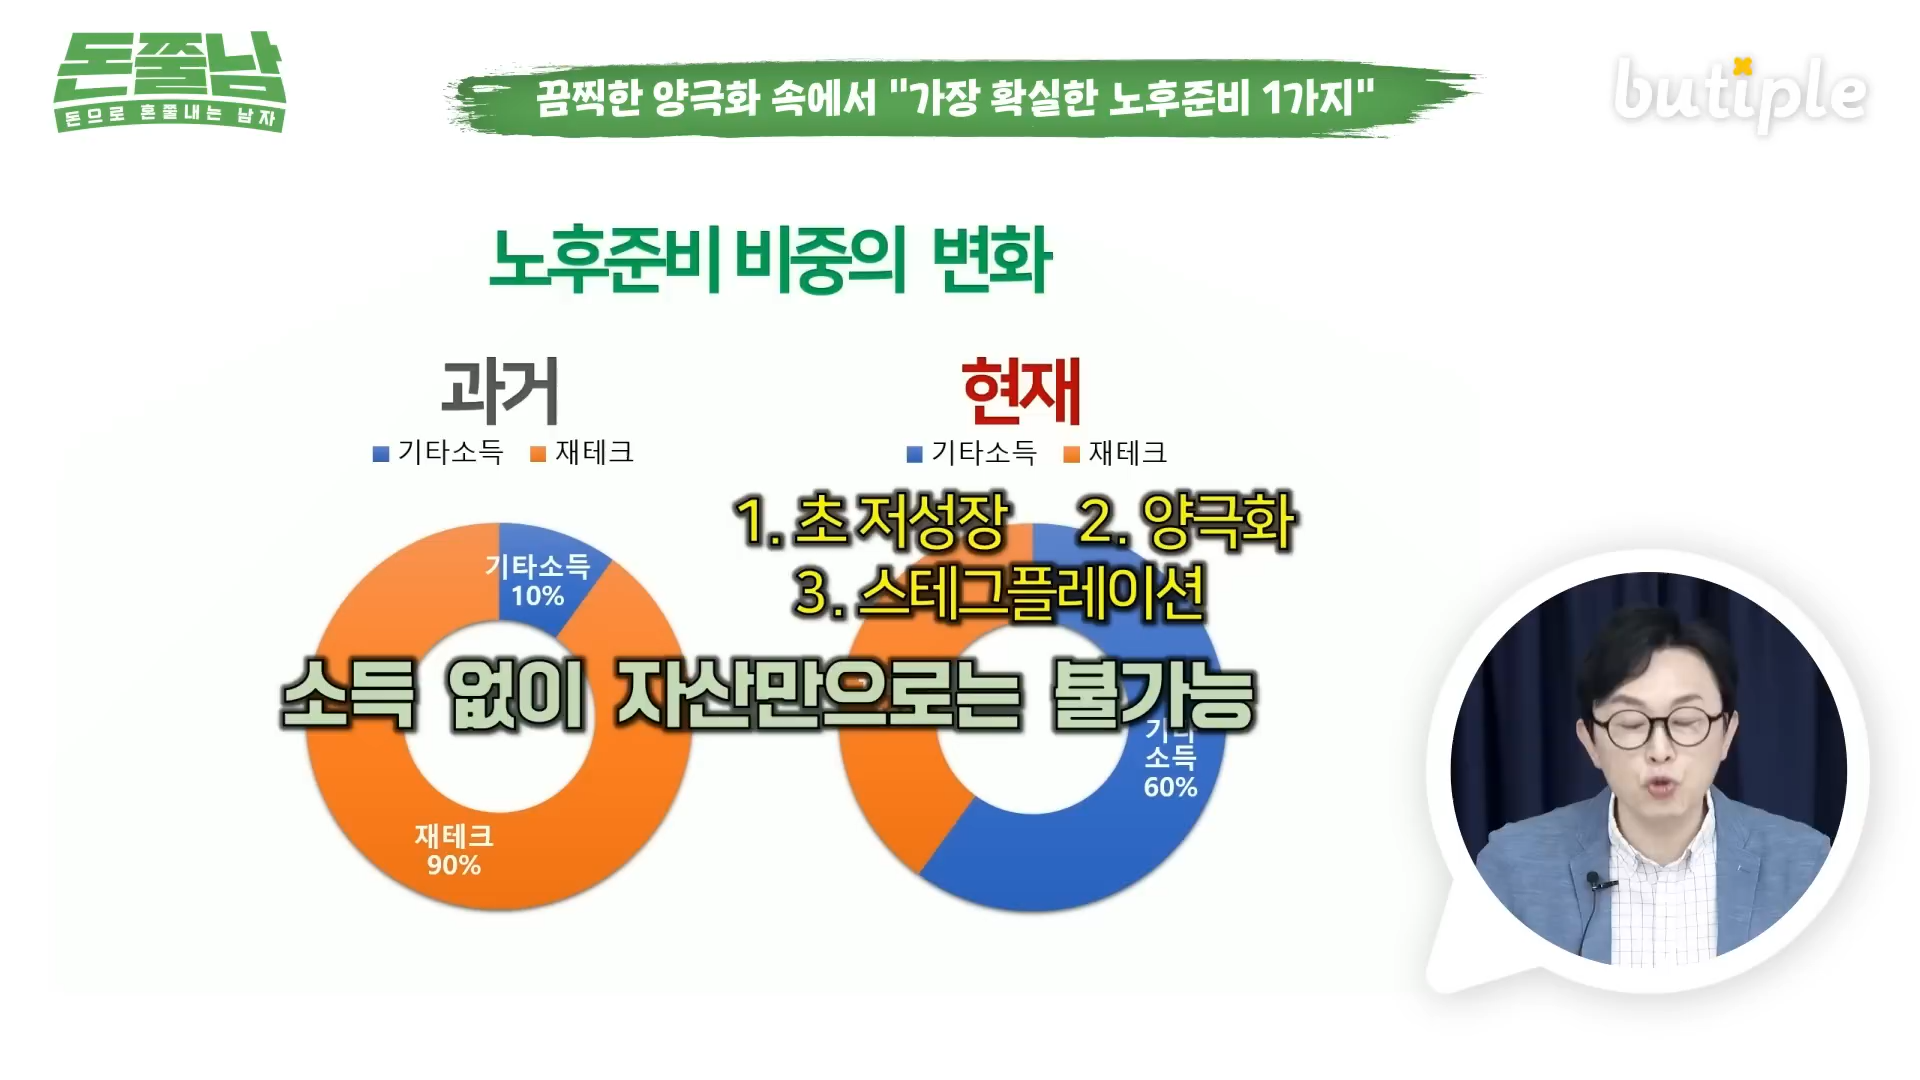 돈쭐남
돈으로 혼쭐내는 남자
끔찍한 양극화 속에서 "가장 확실한 노후준비 1가지"
butiple
노후준비 비중의 변화
과거
기타소득 재테크
현재
기타소득 재테크
1. 초 저성장 2. 양극화
3. 스테그플레이션
소득 없이 자산만으로는 불가능
기타소득
10%
재테크
90%
기타
소득
60%